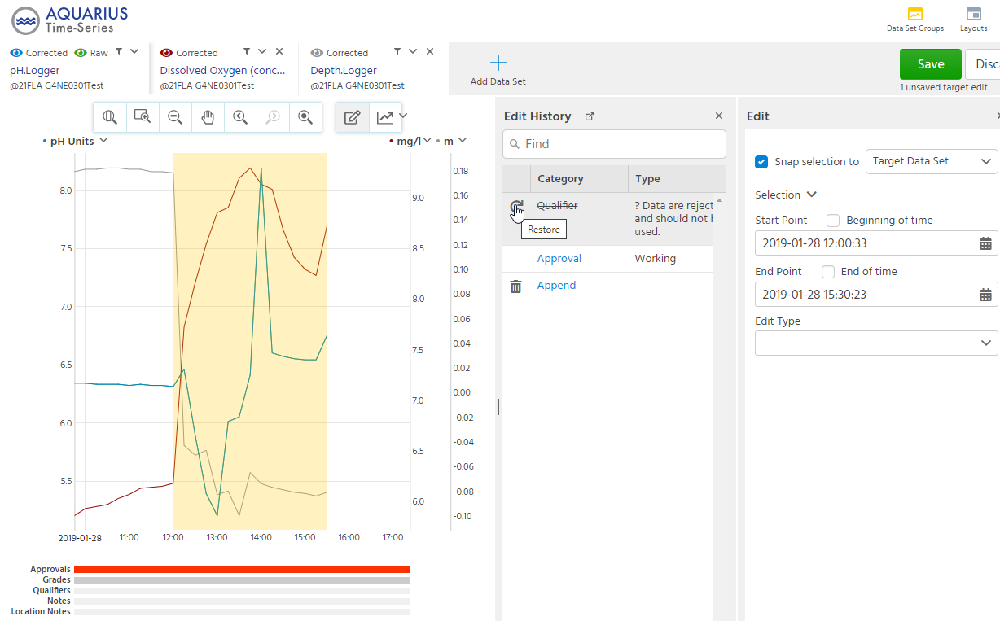 AQUARIUS
Time-Series
Data Set Groups
Layouts
Corrected Raw
pH.Logger
@21FLA G4NE0301Test
Corrected
Dissolved Oxygen (conc...
@21FLA G4NE0301Test
Corrected
Depth.Logger
@21FLA G4NE0301Test
Add Data Set
Save
Disc
1 unsaved target edit
pH Units
mg/l
m
8.0
7.5
7.0
6.5
6.0
5.5
9.0
8.5
8.0
7.5
7.0
6.5
6.0
0.18
0.16
0.14
0.12
0.10
0.08
0.06
0.04
0.02
0.00
-0.02
-0.04
-0.06
-0.08
-0.10
2019-01-28 11:00 12:00 13:00 14:00 15:00 16:00 17:00
Approvals
Grades
Qualifiers
Notes
Location Notes
Edit History
Find
Category Type
Qualifier
? Data are reject
and should not b
used.
Restore
Approval Working
Append
Edit
Snap selection to Target Data Set
Selection
Start Point Beginning of time
2019-01-28 12:00:33
End Point End of time
2019-01-28 15:30:23
Edit Type